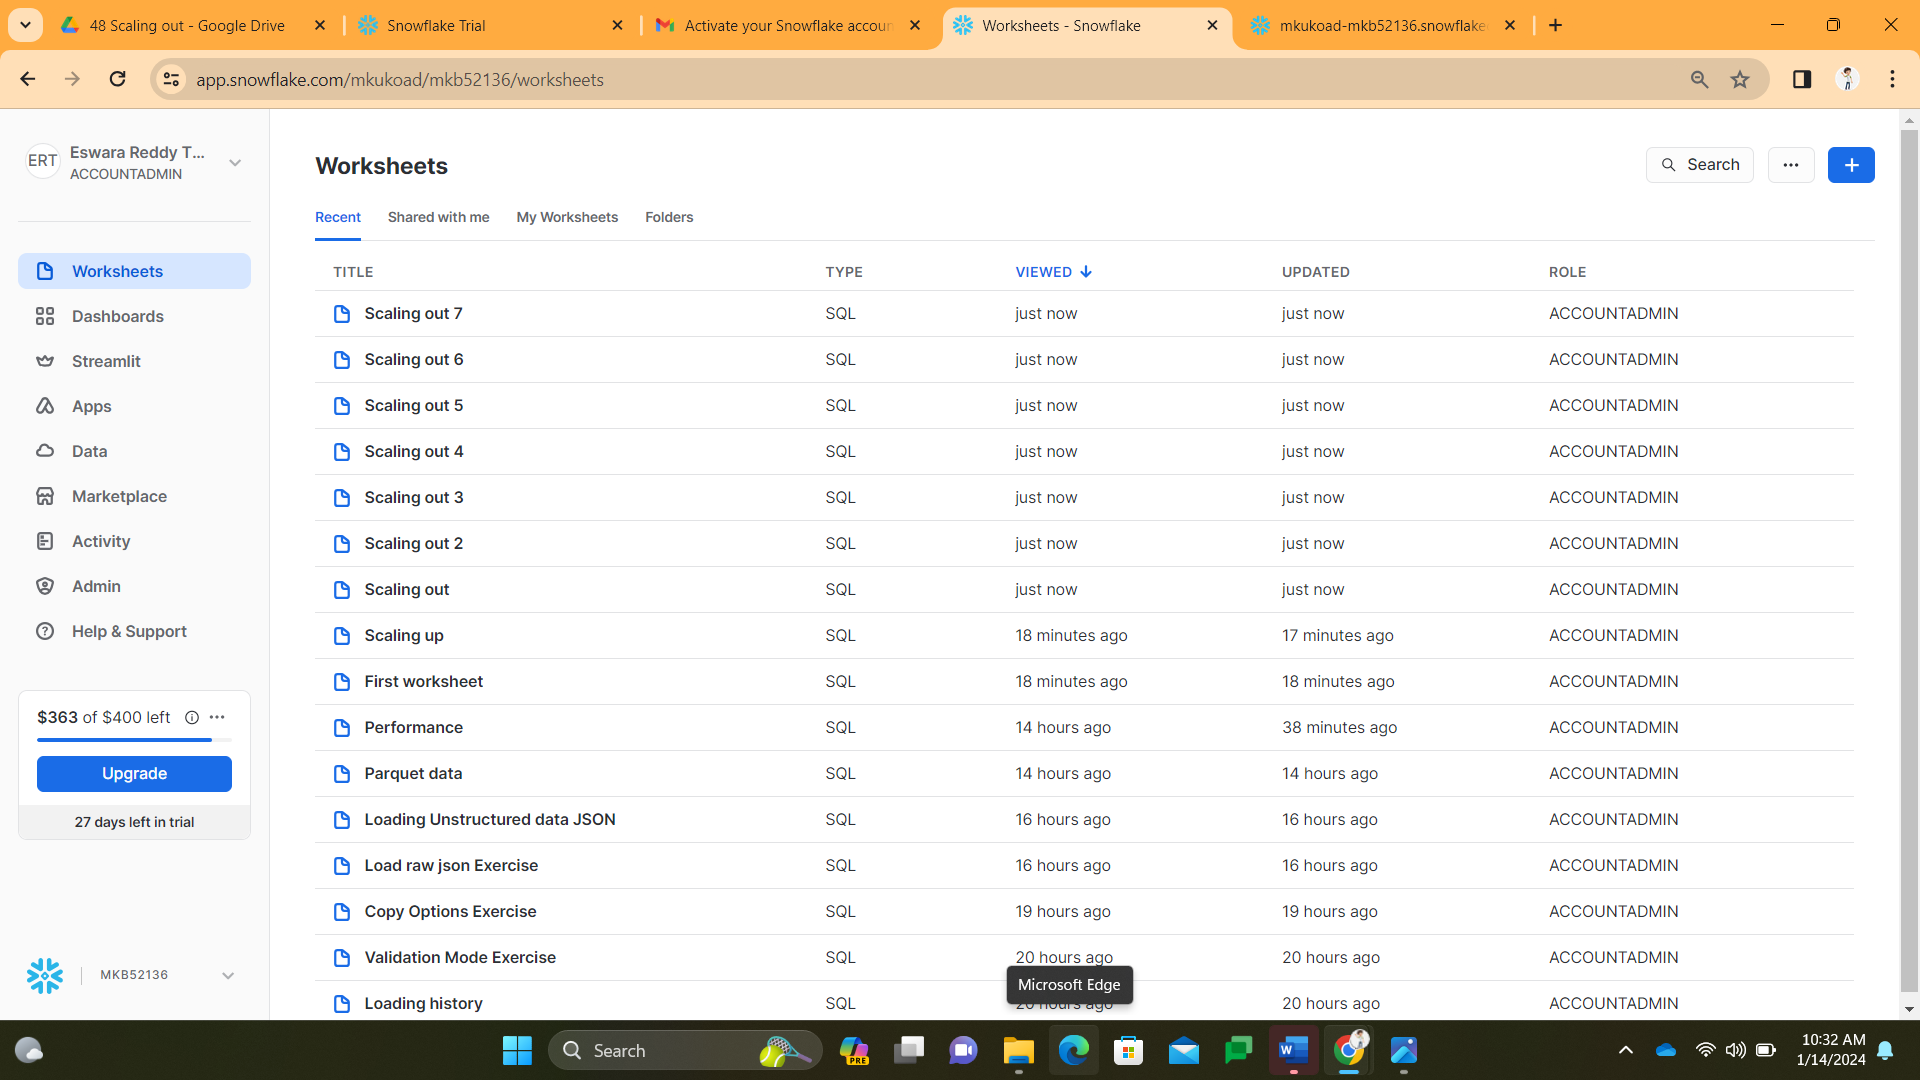 48 Scaling out - Google Drive
Snowflake Trial
Activate your Snowflake accoun
Worksheets - Snowflake
mkukoad-mkb52136.snowflake
app.snowflake.com/mkukoad/mkb52136/worksheets
ERT
Eswara Reddy T...
ACCOUNTADMIN
Worksheets
Dashboards
Streamlit
Apps
Data
Marketplace
Activity
Admin
Help & Support
$363 of $400 left
Upgrade
27 days left in trial
MKB52136
Worksheets
Search
Recent Shared with me My Worksheets Folders
TITLE TYPE VIEWED UPDATED ROLE
Scaling out 7 SQL just now just now ACCOUNTADMIN
Scaling out 6 SQL just now just now ACCOUNTADMIN
Scaling out 5 SQL just now just now ACCOUNTADMIN
Scaling out 4 SQL just now just now ACCOUNTADMIN
Scaling out 3 SQL just now just now ACCOUNTADMIN
Scaling out 2 SQL just now just now ACCOUNTADMIN
Scaling out SQL just now just now ACCOUNTADMIN
Scaling up SQL 18 minutes ago 17 minutes ago ACCOUNTADMIN
First worksheet SQL 18 minutes ago 18 minutes ago ACCOUNTADMIN
Performance SQL 14 hours ago 38 minutes ago ACCOUNTADMIN
Parquet data SQL 14 hours ago 14 hours ago ACCOUNTADMIN
Loading Unstructured data JSON SQL 16 hours ago 16 hours ago ACCOUNTADMIN
Load raw json Exercise SQL 16 hours ago 16 hours ago ACCOUNTADMIN
Copy Options Exercise SQL 19 hours ago 19 hours ago ACCOUNTADMIN
Validation Mode Exercise SQL 20 hours ago 20 hours ago ACCOUNTADMIN
Microsoft Edge
Loading history SQL 20 hours ago 20 hours ago ACCOUNTADMIN
Search
PRE
W
10:32 AM
1/14/2024